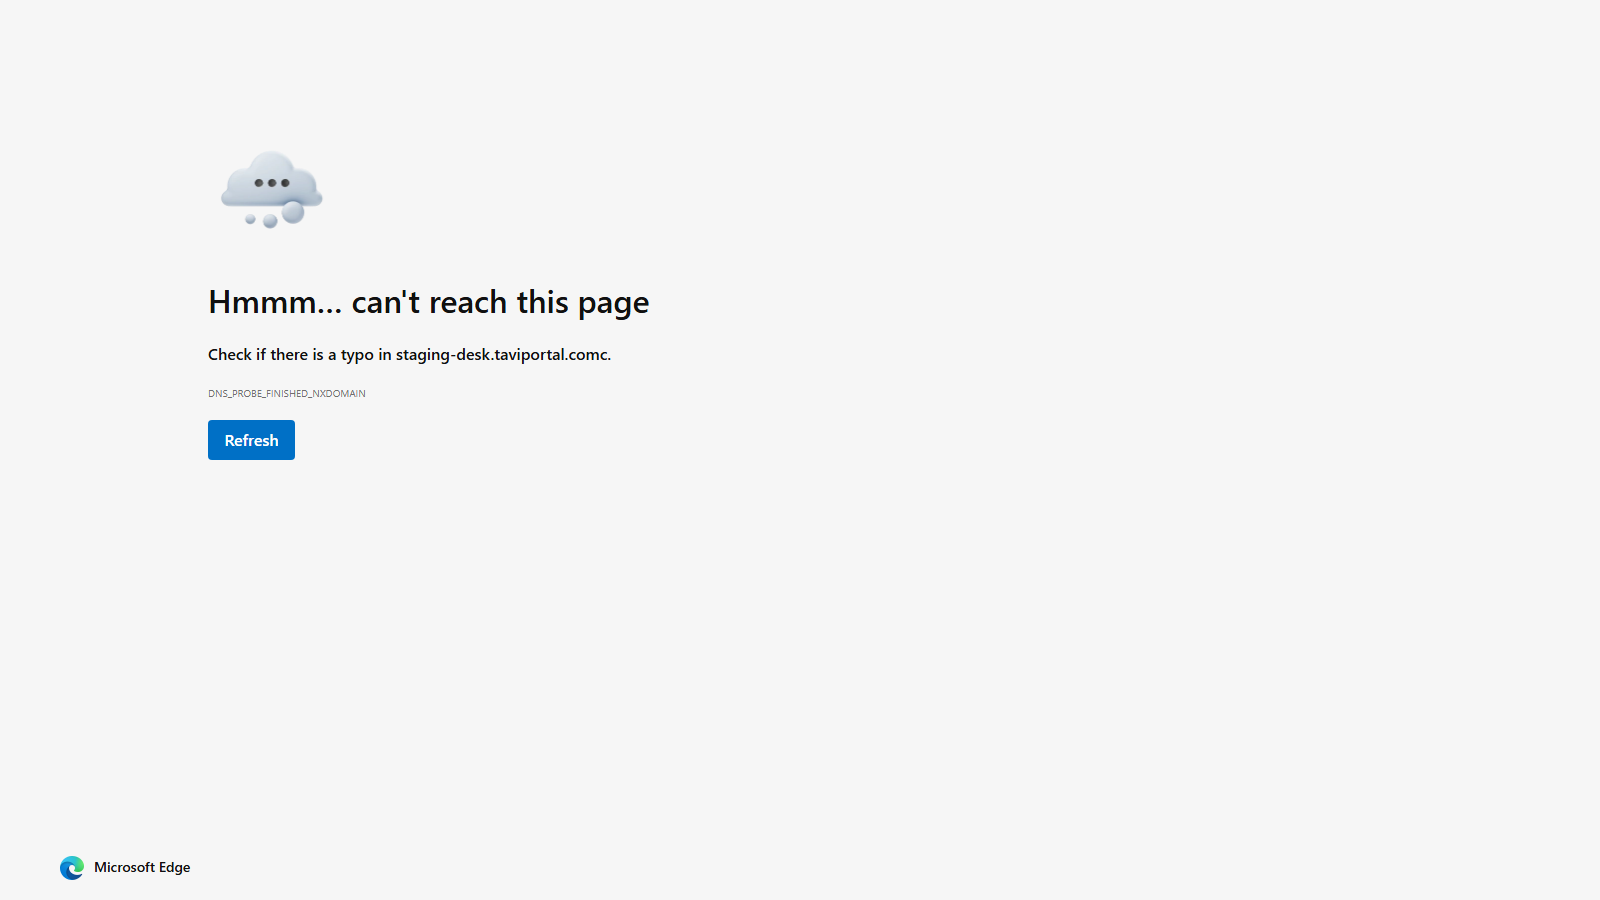 Hmmm... can't reach this page
Check if there is a typo in staging-desk.taviportal.comc.
DNS_PROBE_FINISHED_NXDOMAIN
Refresh
Microsoft Edge